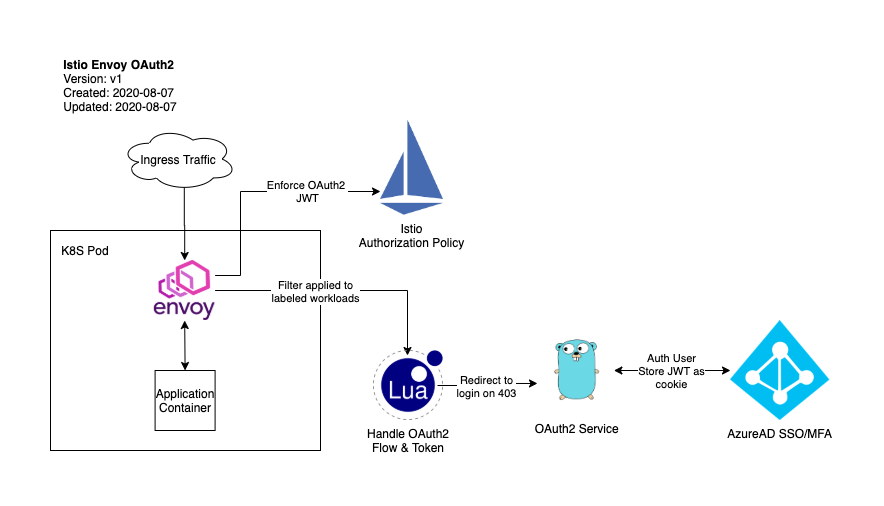 Istio Envoy OAuth2
Version: v1
Created: 2020-08-07
Updated: 2020-08-07
Ingress Traffic
Enforce OAuth2
JWT
Istio
Authorization Policy
K8S Pod
envoy
Filter applied to
labeled workloads
Application
Container
Lua
Redirect to
login on 403
Handle OAuth2
Flow & Token
OAuth2 Service
Auth User
Store JWT as
cookie
AzureAD SSO/MFA